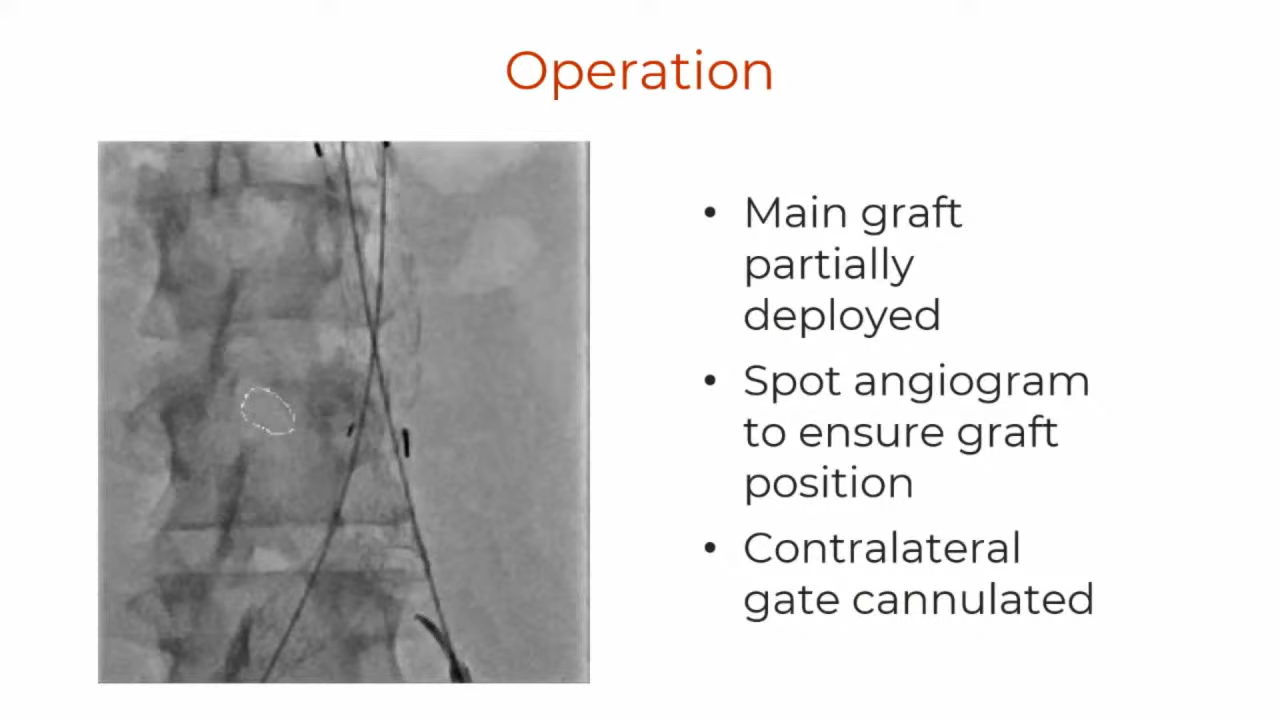 Operation
• Main graft
partially
deployed
• Spot angiogram
to ensure graft
position
• Contralateral
gate cannulated